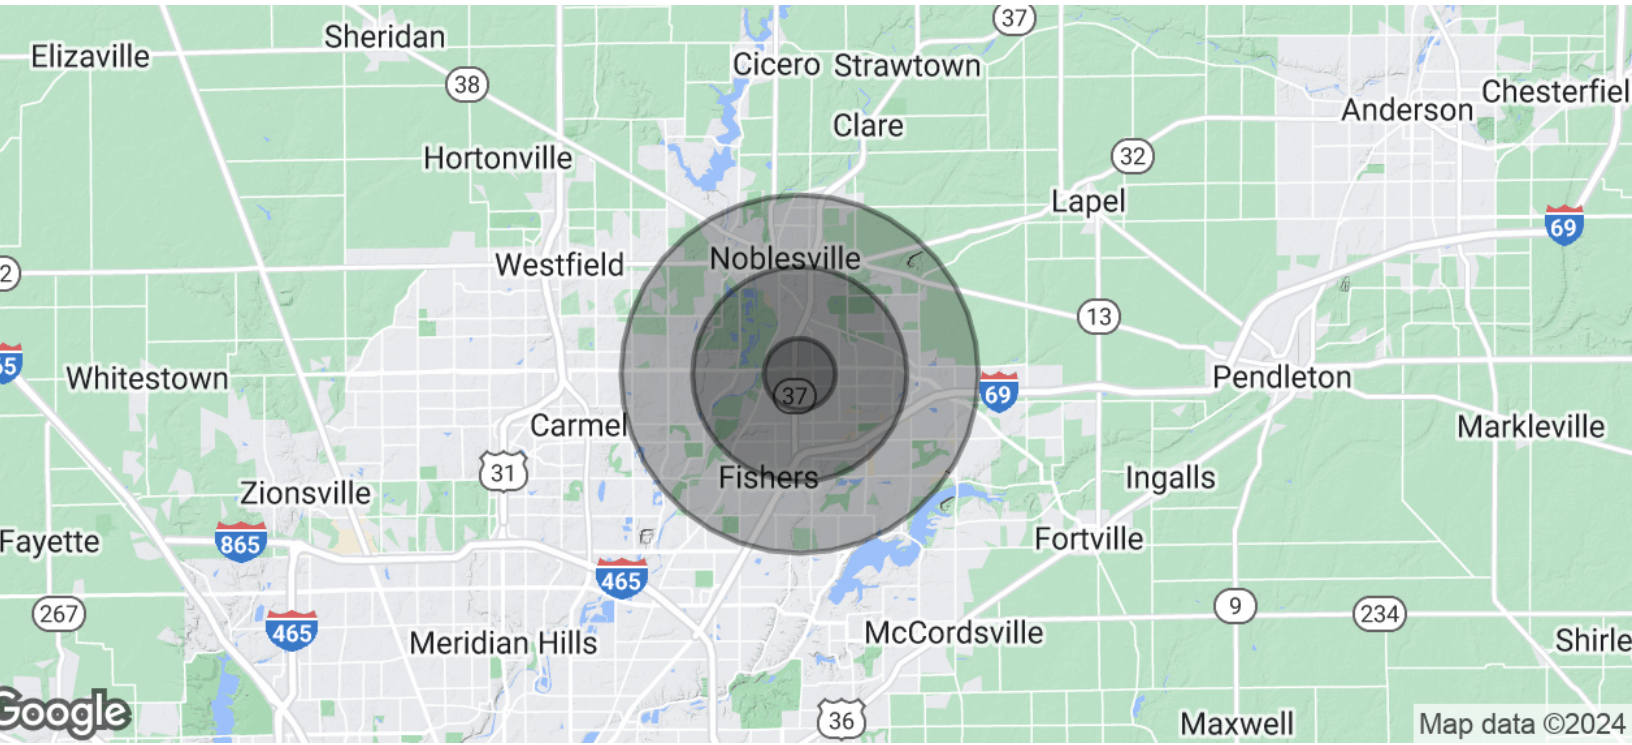 37
Sheridan
Elizaville
Cicero
Strawtown
38
Chesterfiel
Anderson
Clare
Hortonville
32
Lapel
69
Noblesville
Westfield
2
13
65
Whitestown
Pendleton
69
37
Carmel
Markleville
31
Fishers
Ingalls
Zionsville
Fayette
865
Fortville
465
9
267
234
465
McCordsville
Meridian Hills
Shirle
Google
36
Maxwell
Map data ©2024